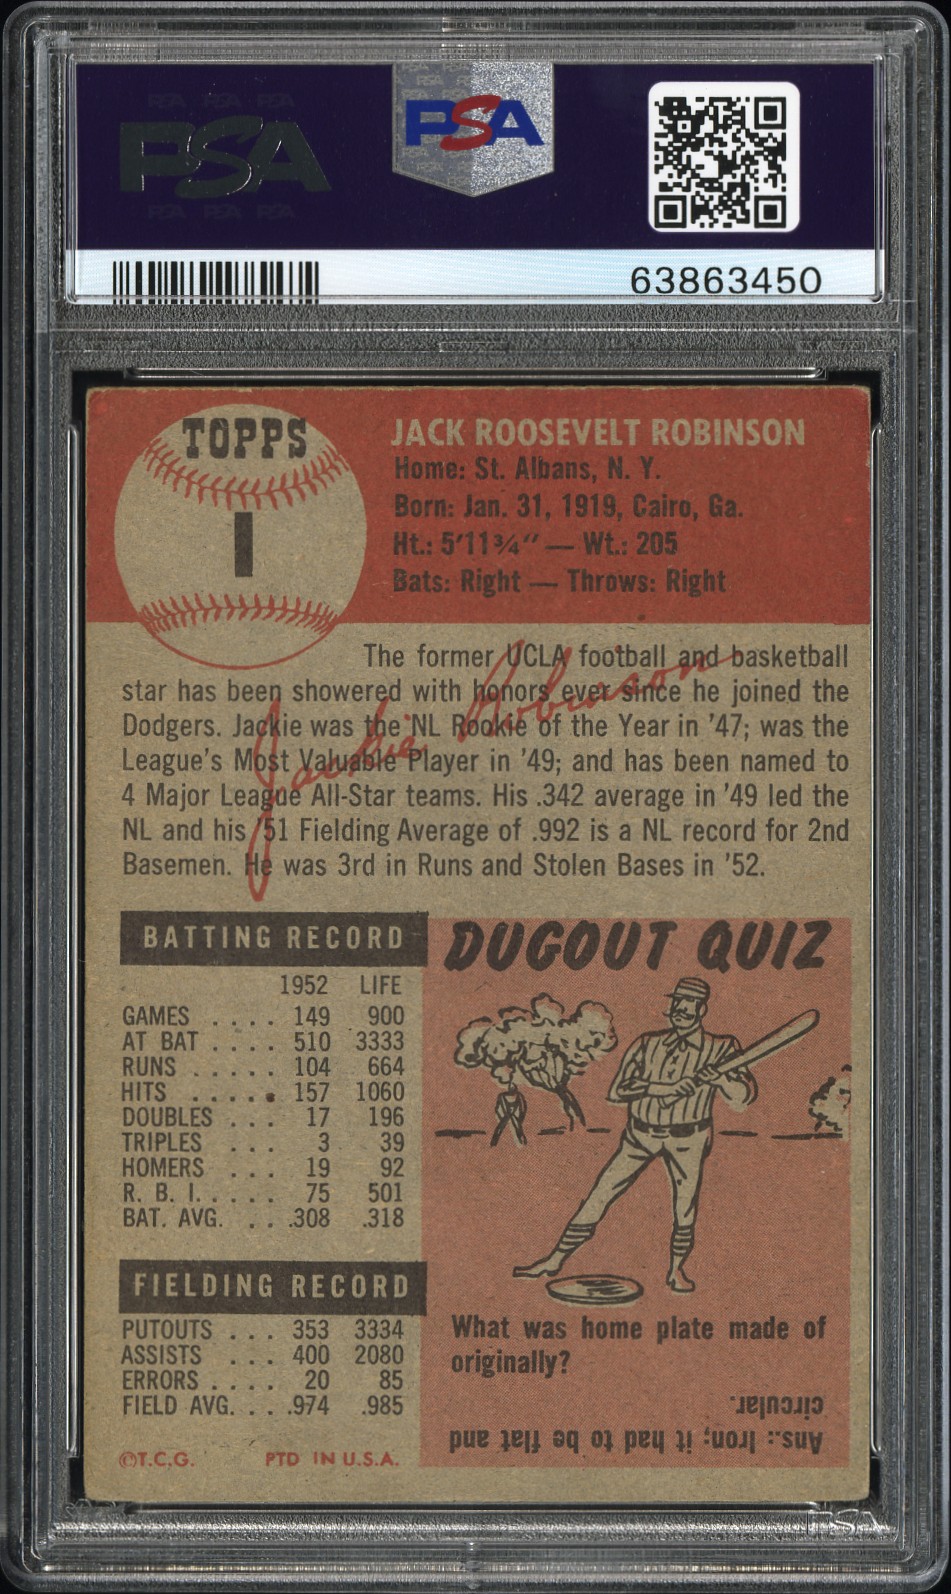 PSA PSA PSA
PSA
PSA PSA PSA
PSA
63863450
TOPPS
1
JACK ROOSEVELT ROBINSON
Home: St. Albans, N. Y.
Born: Jan. 31, 1919, Cairo, Ga.
Ht.: 5'11¾" — Wt.: 205
Bats: Right — Throws: Right
The former UCLA football and basketball
star has been showered with honors ever since he joined the
Dodgers. Jackie was the NL Rookie of the Year in '47; was the
League's Most Valuable Player in '49; and has been named to
4 Major League All-Star teams. His .342 average in '49 led the
NL and his '51 Fielding Average of .992 is a NL record for 2nd
Basemen. He was 3rd in Runs and Stolen Bases in '52.
Jackie Robinson
BATTING RECORD
1952 LIFE
GAMES . . . . 149 900
AT BAT . . . . 510 3333
RUNS . . . . . 104 664
HITS . . . . . 157 1060
DOUBLES . . . 17 196
TRIPLES . . . 3 39
HOMERS . . . 19 92
R. B. I. . . . . 75 501
BAT. AVG. . . . .308 .318
FIELDING RECORD
PUTOUTS . . . 353 3334
ASSISTS . . . 400 2080
ERRORS . . . . 20 85
FIELD AVG. . . .974 .985
©T.C.G. PTD IN U.S.A.
DUGOUT QUIZ
What was home plate made of
originally?
Ans.: Iron; it had to be flat and
circular.
PSA